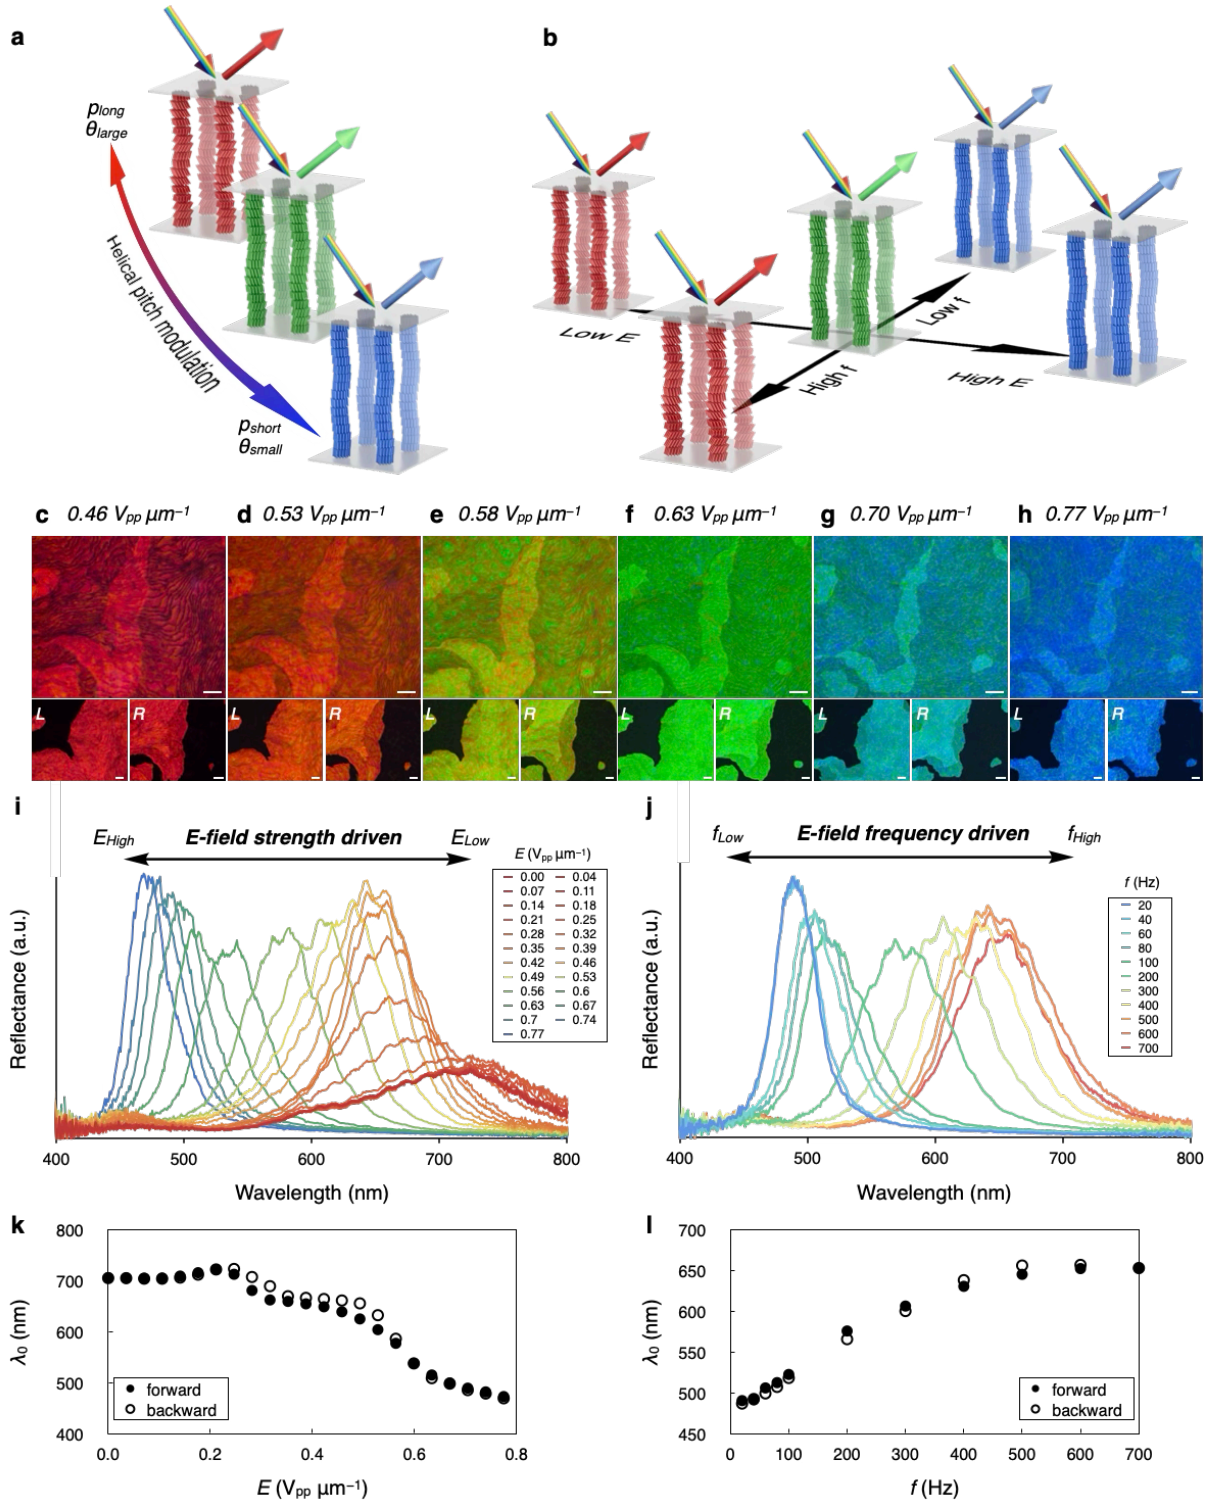 a
b
p_long
θ_large
Helical pitch modulation
p_short
θ_small
Low E
High E
Low f
High f
c 0.46 Vpp μm⁻¹
d 0.53 Vpp μm⁻¹
e 0.58 Vpp μm⁻¹
f 0.63 Vpp μm⁻¹
g 0.70 Vpp μm⁻¹
h 0.77 Vpp μm⁻¹
L R L R L R L R L R L R
i
E_High E-field strength driven E_Low
E (Vpp μm⁻¹)
0.00 0.04
0.07 0.11
0.14 0.18
0.21 0.25
0.28 0.32
0.35 0.39
0.42 0.46
0.49 0.53
0.56 0.6
0.63 0.67
0.7 0.74
0.77
Reflectance (a.u.)
400 500 600 700 800
Wavelength (nm)
j
f_Low E-field frequency driven f_High
f (Hz)
20
40
60
80
100
200
300
400
500
600
700
Reflectance (a.u.)
400 500 600 700 800
Wavelength (nm)
k
800
700
600
500
400
λ₀ (nm)
forward
backward
0.0 0.2 0.4 0.6 0.8
E (Vpp μm⁻¹)
l
700
650
600
550
500
450
λ₀ (nm)
forward
backward
0 100 200 300 400 500 600 700
f (Hz)